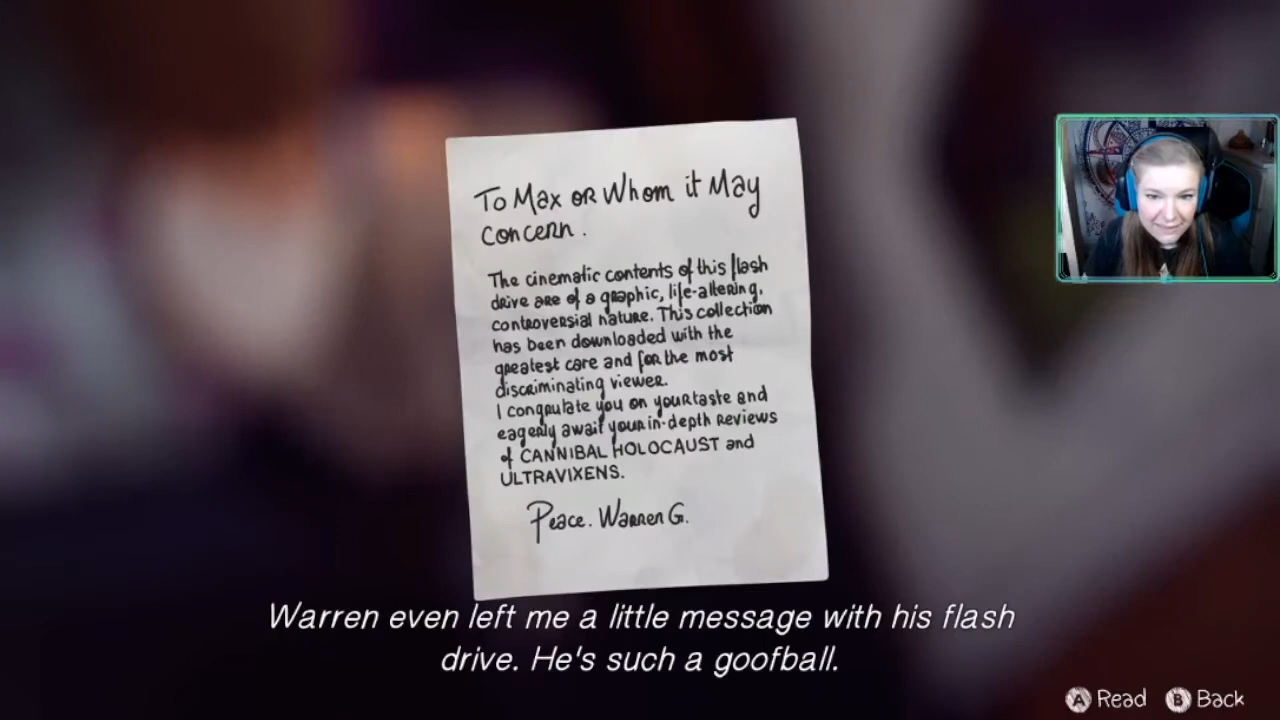 To Max or Whom it May
Concern.
The cinematic contents of this flash
drive are of a graphic, life-altering,
controversial nature. This collection
has been downloaded with the
greatest care and for the most
discriminating viewer.
I congrulate you on your taste and
eagerly await your in-depth reviews
of CANNIBAL HOLOCAUST and
ULTRAVIXENS.
Peace. Warren G.
Warren even left me a little message with his flash
drive. He's such a goofball.
A Read B Back